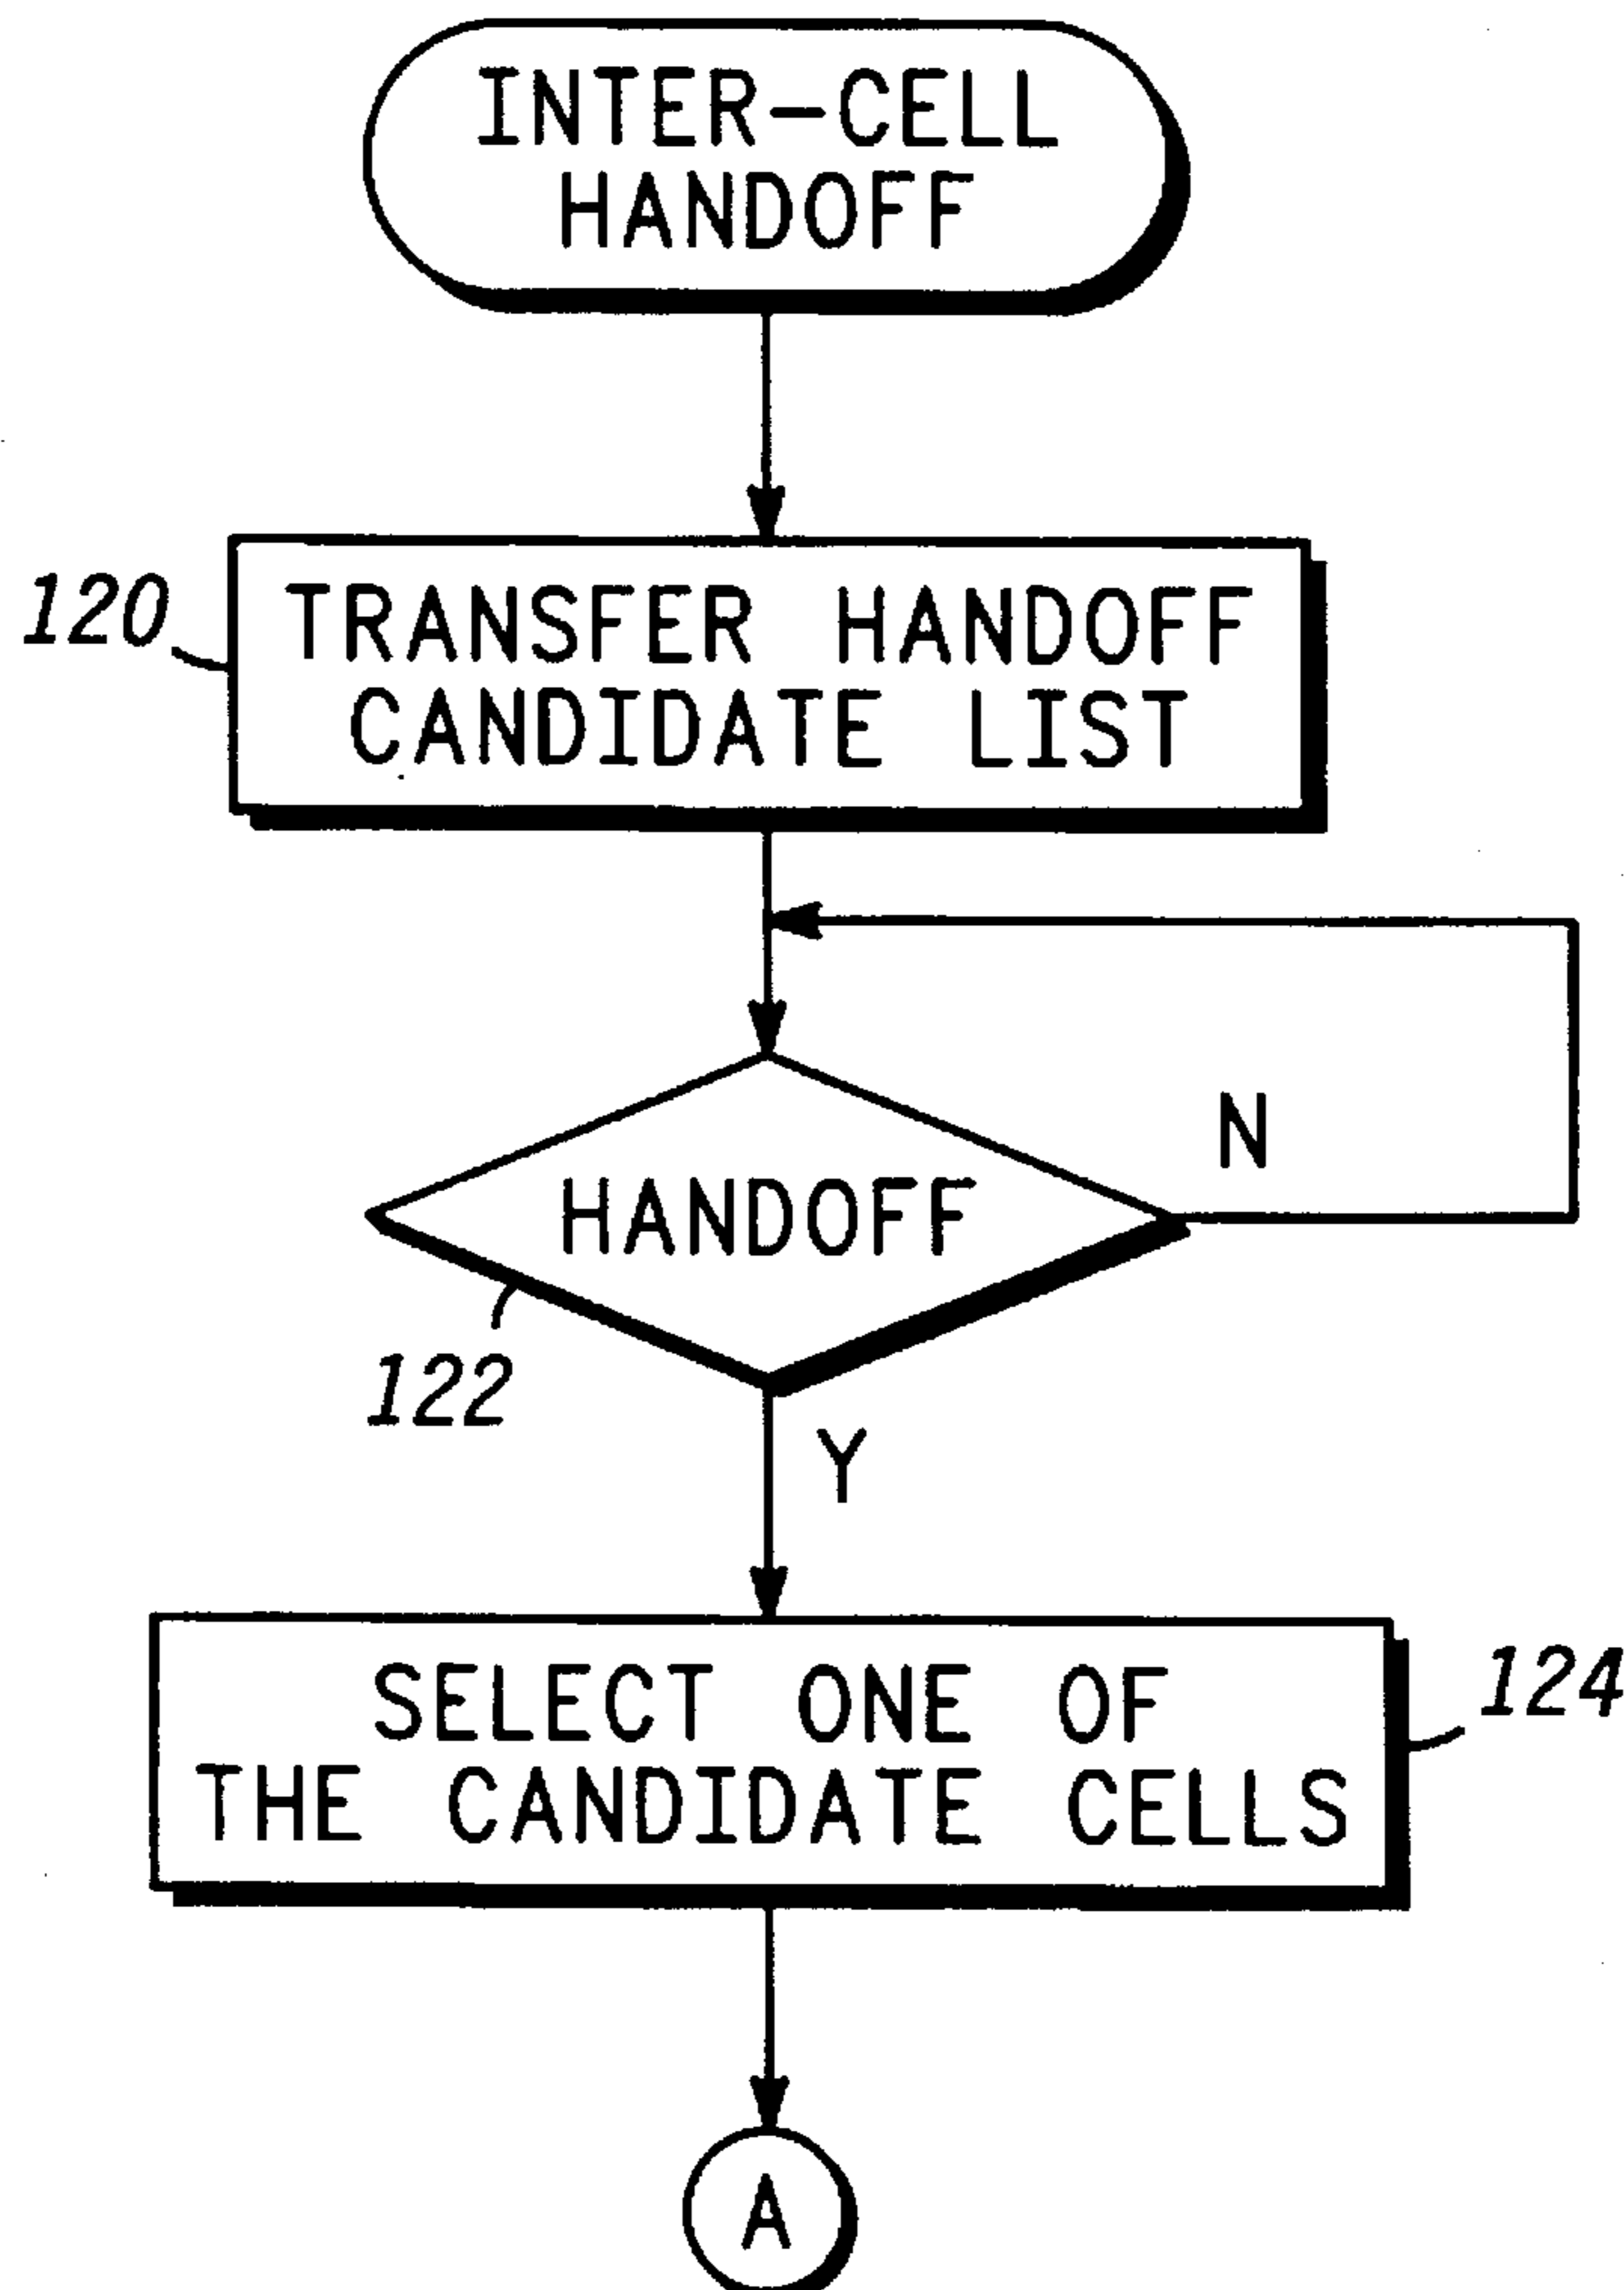 INTER-CELL
HANDOFF
120
TRANSFER HANDOFF
CANDIDATE LIST
N
HANDOFF
122
Y
SELECT ONE OF
THE CANDIDATE CELLS
124
A